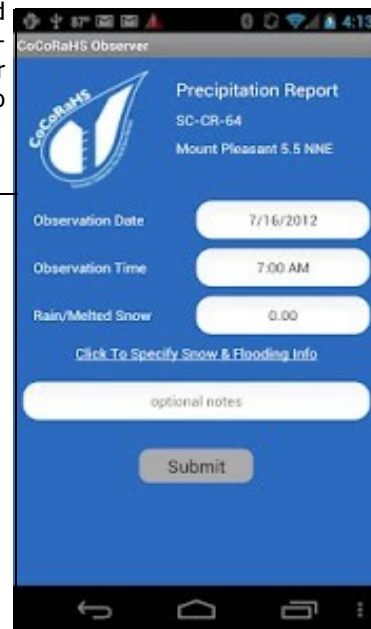 87°
4:13
CoCoRaHS Observer
CoCoRaHS
Precipitation Report
SC-CR-64
Mount Pleasant 5.5 NNE
Observation Date
7/16/2012
Observation Time
7:00 AM
Rain/Melted Snow
0.00
Click To Specify Snow & Flooding Info
optional notes
Submit